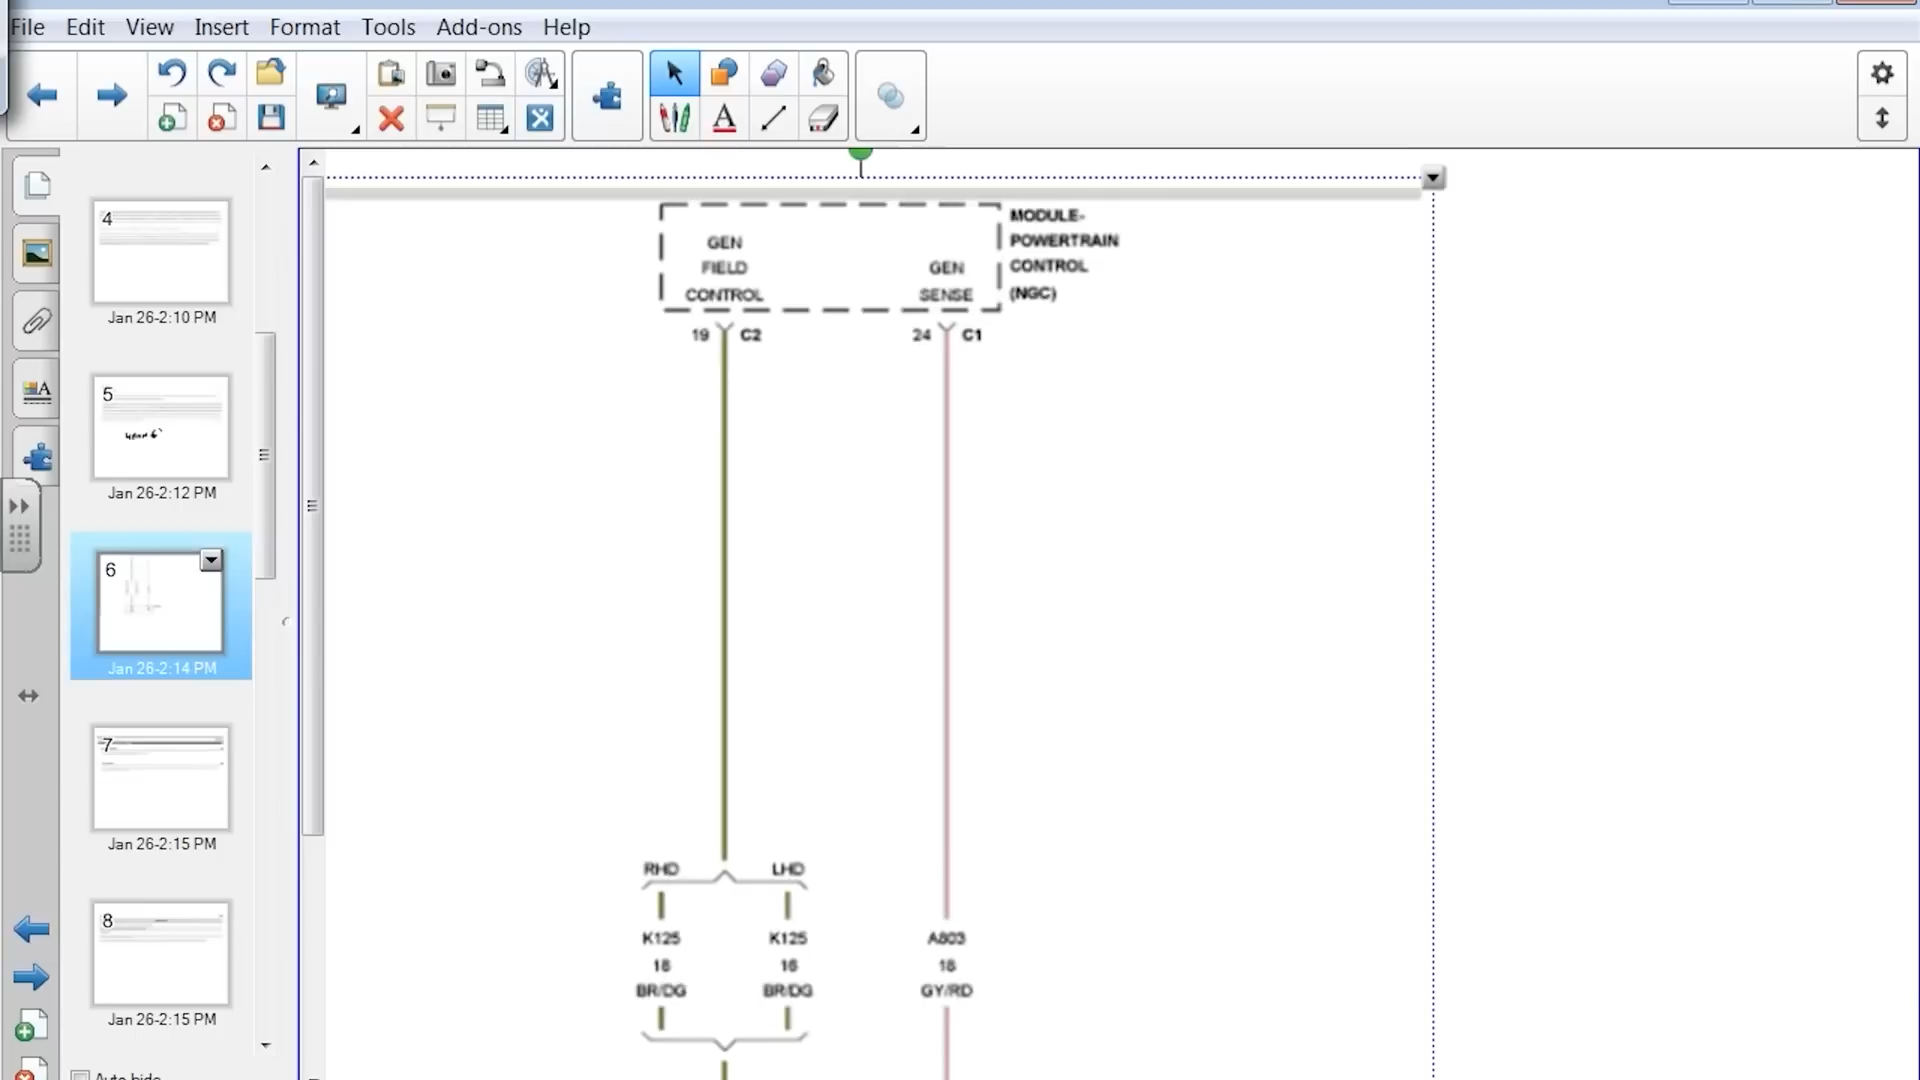 File Edit View Insert Format Tools Add-ons Help
4
Jan 26-2:10 PM
5
Jan 26-2:12 PM
6
Jan 26-2:14 PM
7
Jan 26-2:15 PM
8
Jan 26-2:15 PM
Auto hide
GEN
FIELD
CONTROL
GEN
SENSE
MODULE-
POWERTRAIN
CONTROL
(NGC)
19 C2
24 C1
RHD LHD
K125 K125 A803
18 16 18
BR/DG BR/DG GY/RD